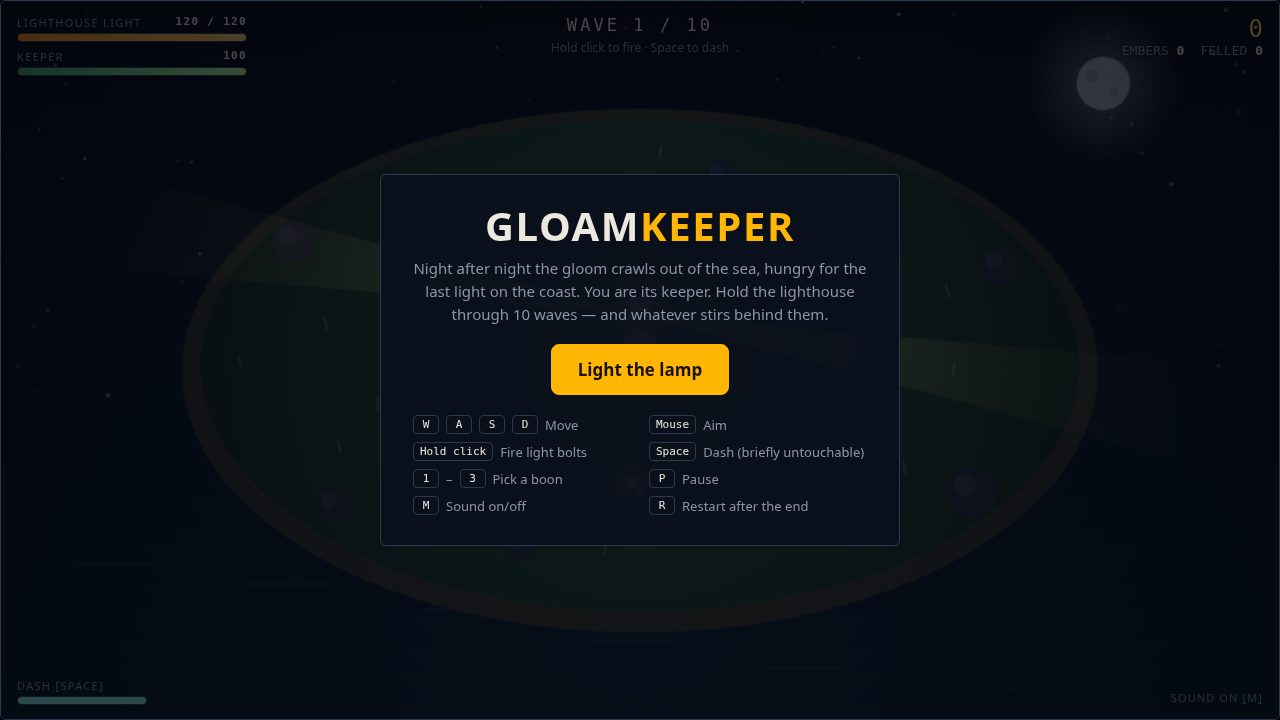 LIGHTHOUSE LIGHT 120 / 120
KEEPER 100
WAVE 1 / 10
Hold click to fire · Space to dash
0
EMBERS 0 FELLED 0
GLOAMKEEPER
Night after night the gloom crawls out of the sea, hungry for the
last light on the coast. You are its keeper. Hold the lighthouse
through 10 waves — and whatever stirs behind them.
Light the lamp
W A S D Move
Mouse Aim
Hold click Fire light bolts
Space Dash (briefly untouchable)
1 – 3 Pick a boon
P Pause
M Sound on/off
R Restart after the end
DASH [SPACE]
SOUND ON [M]